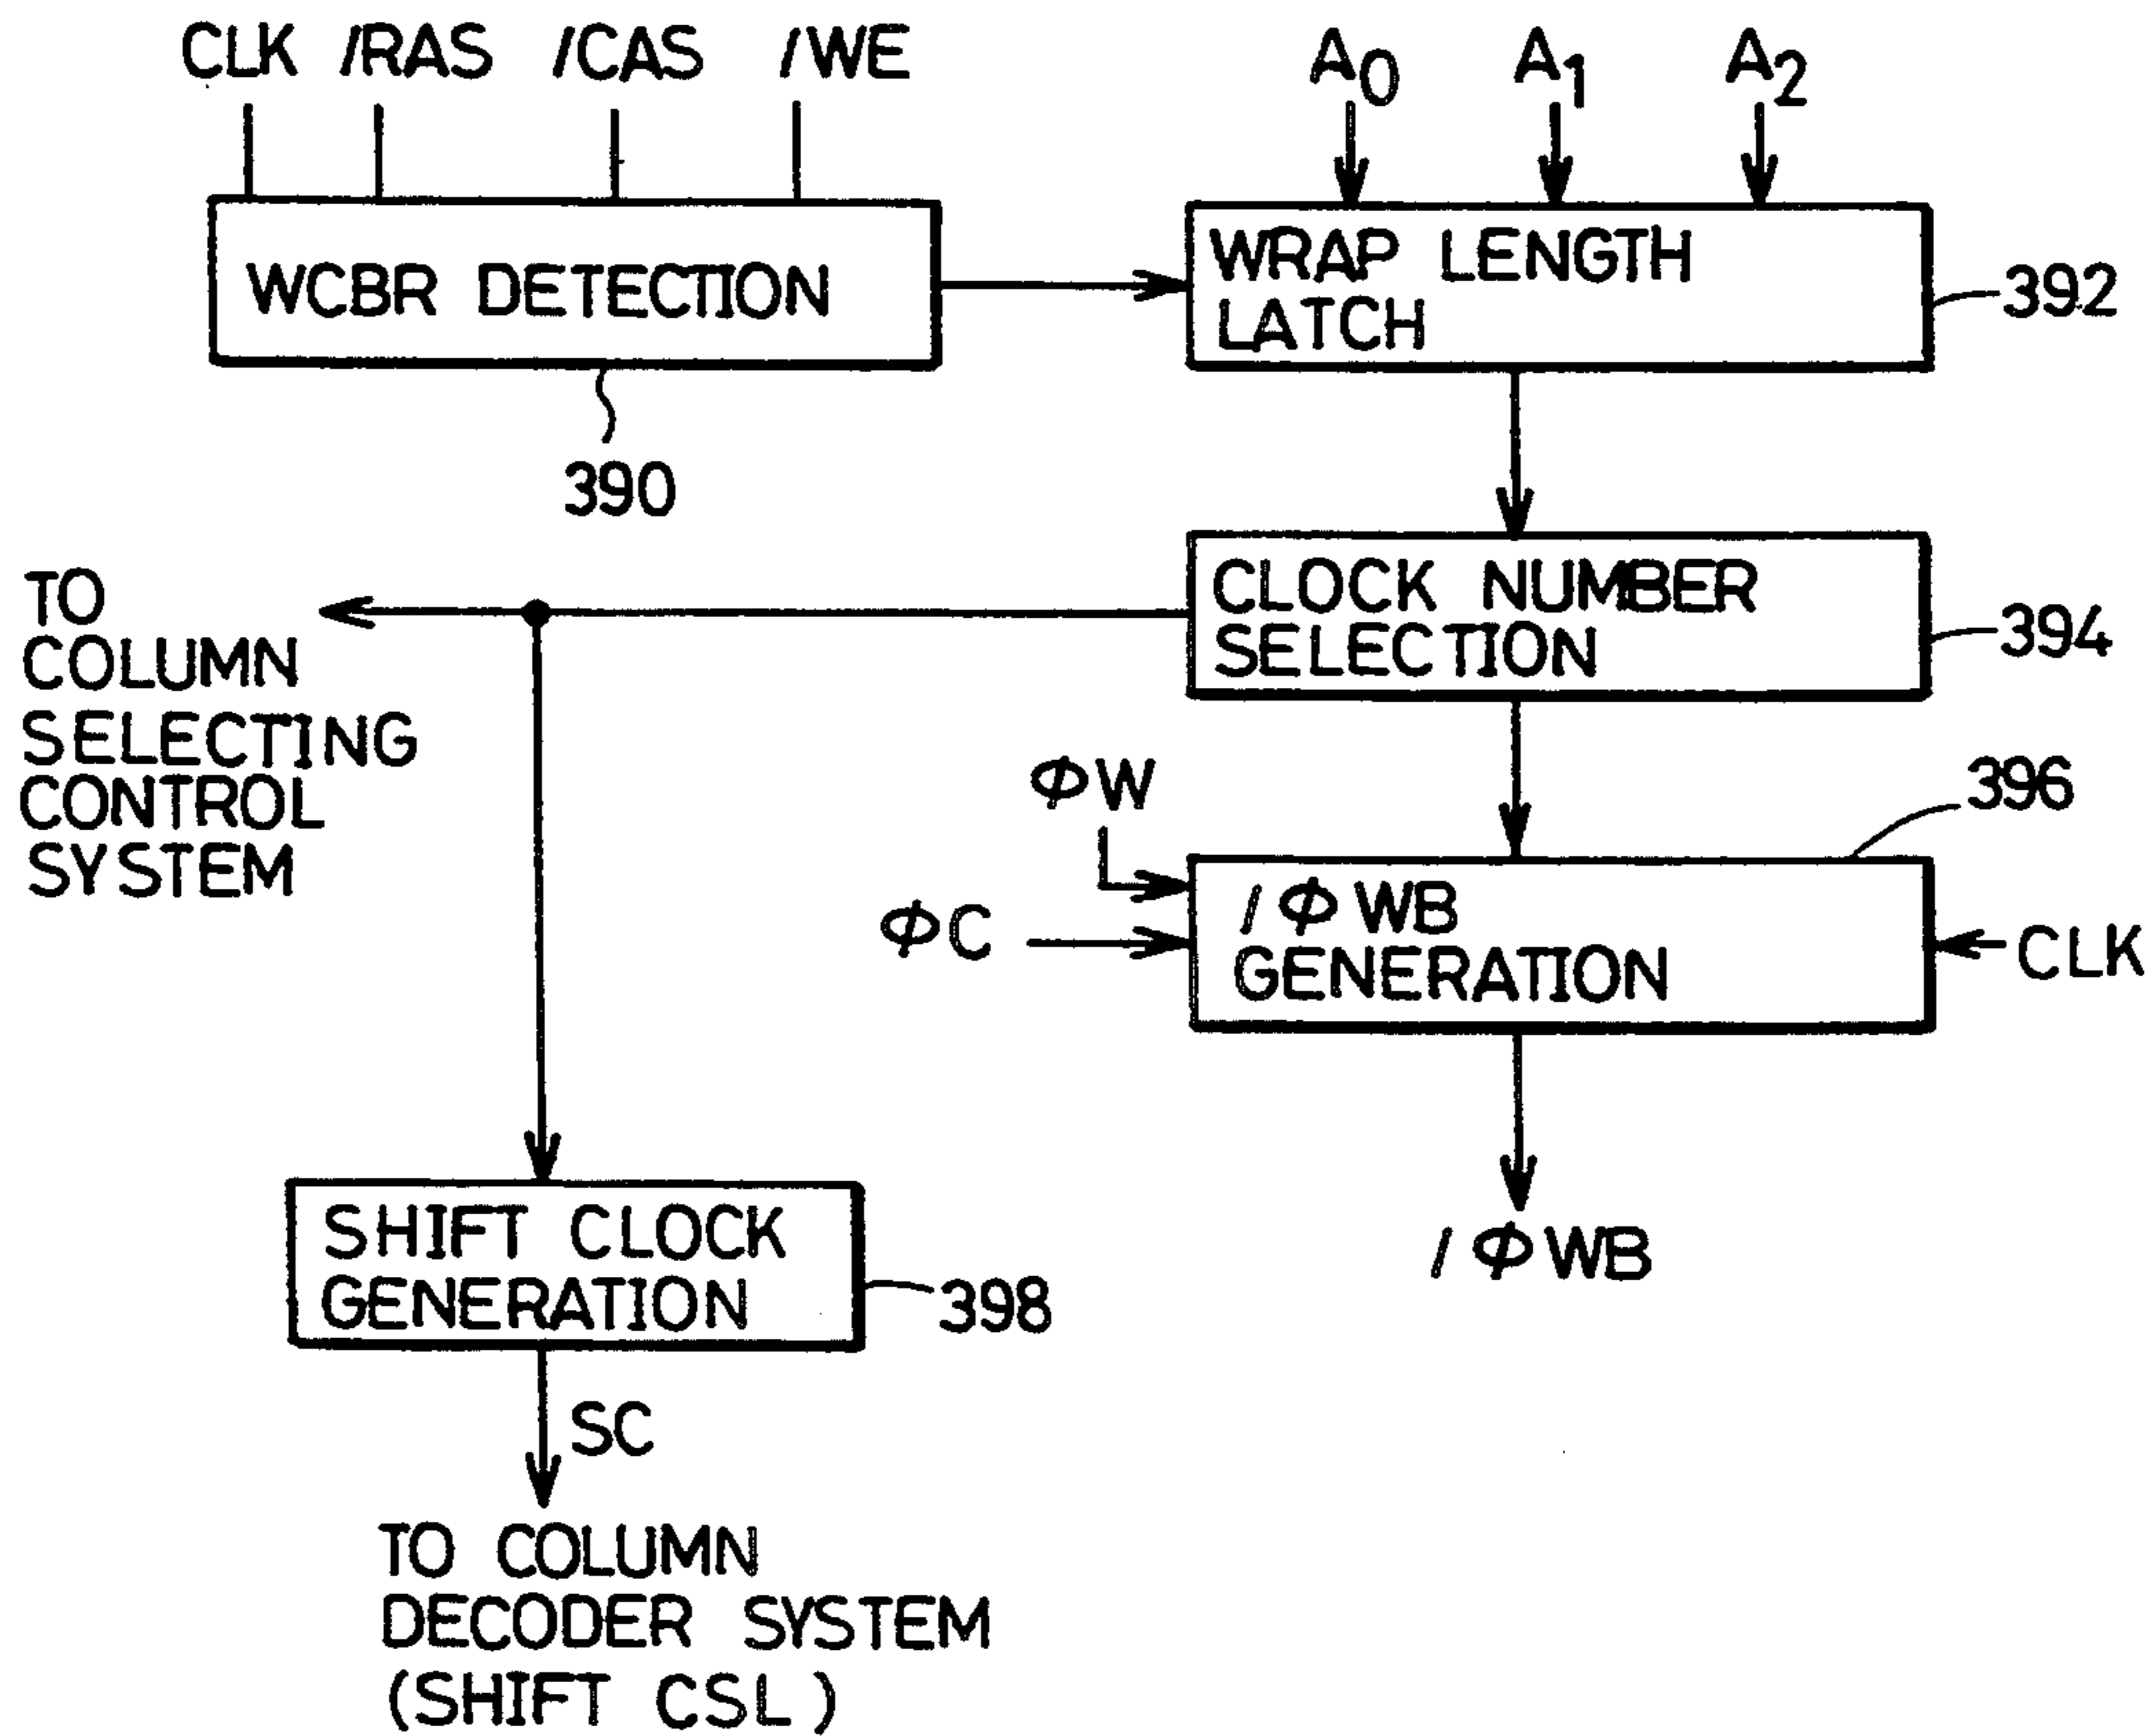 CLK /RAS /CAS /WE
A0 A1 A2
WCBR DETECTION
390
WRAP LENGTH
LATCH
392
CLOCK NUMBER
SELECTION
394
TO
COLUMN
SELECTING
CONTROL
SYSTEM
ΦW
ΦC
396
/ΦWB
GENERATION
CLK
/ΦWB
SHIFT CLOCK
GENERATION
398
SC
TO COLUMN
DECODER SYSTEM
(SHIFT CSL)